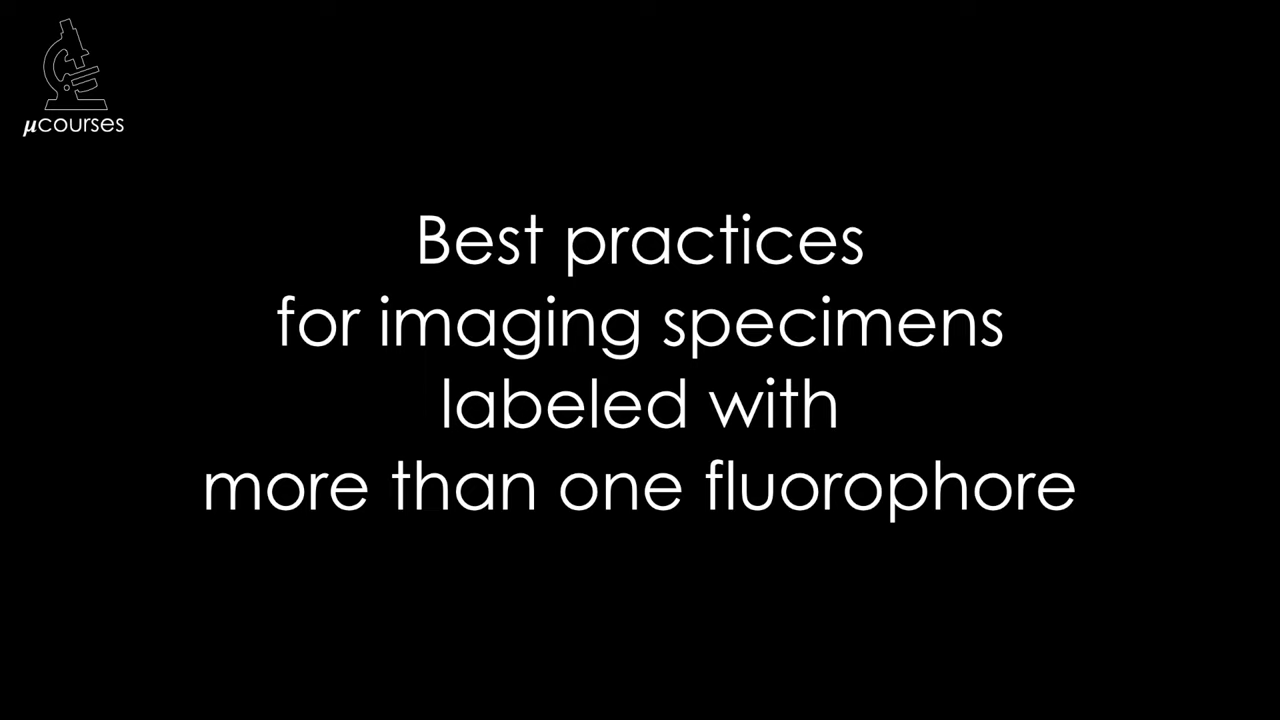 μcourses
Best practices
for imaging specimens
labeled with
more than one fluorophore